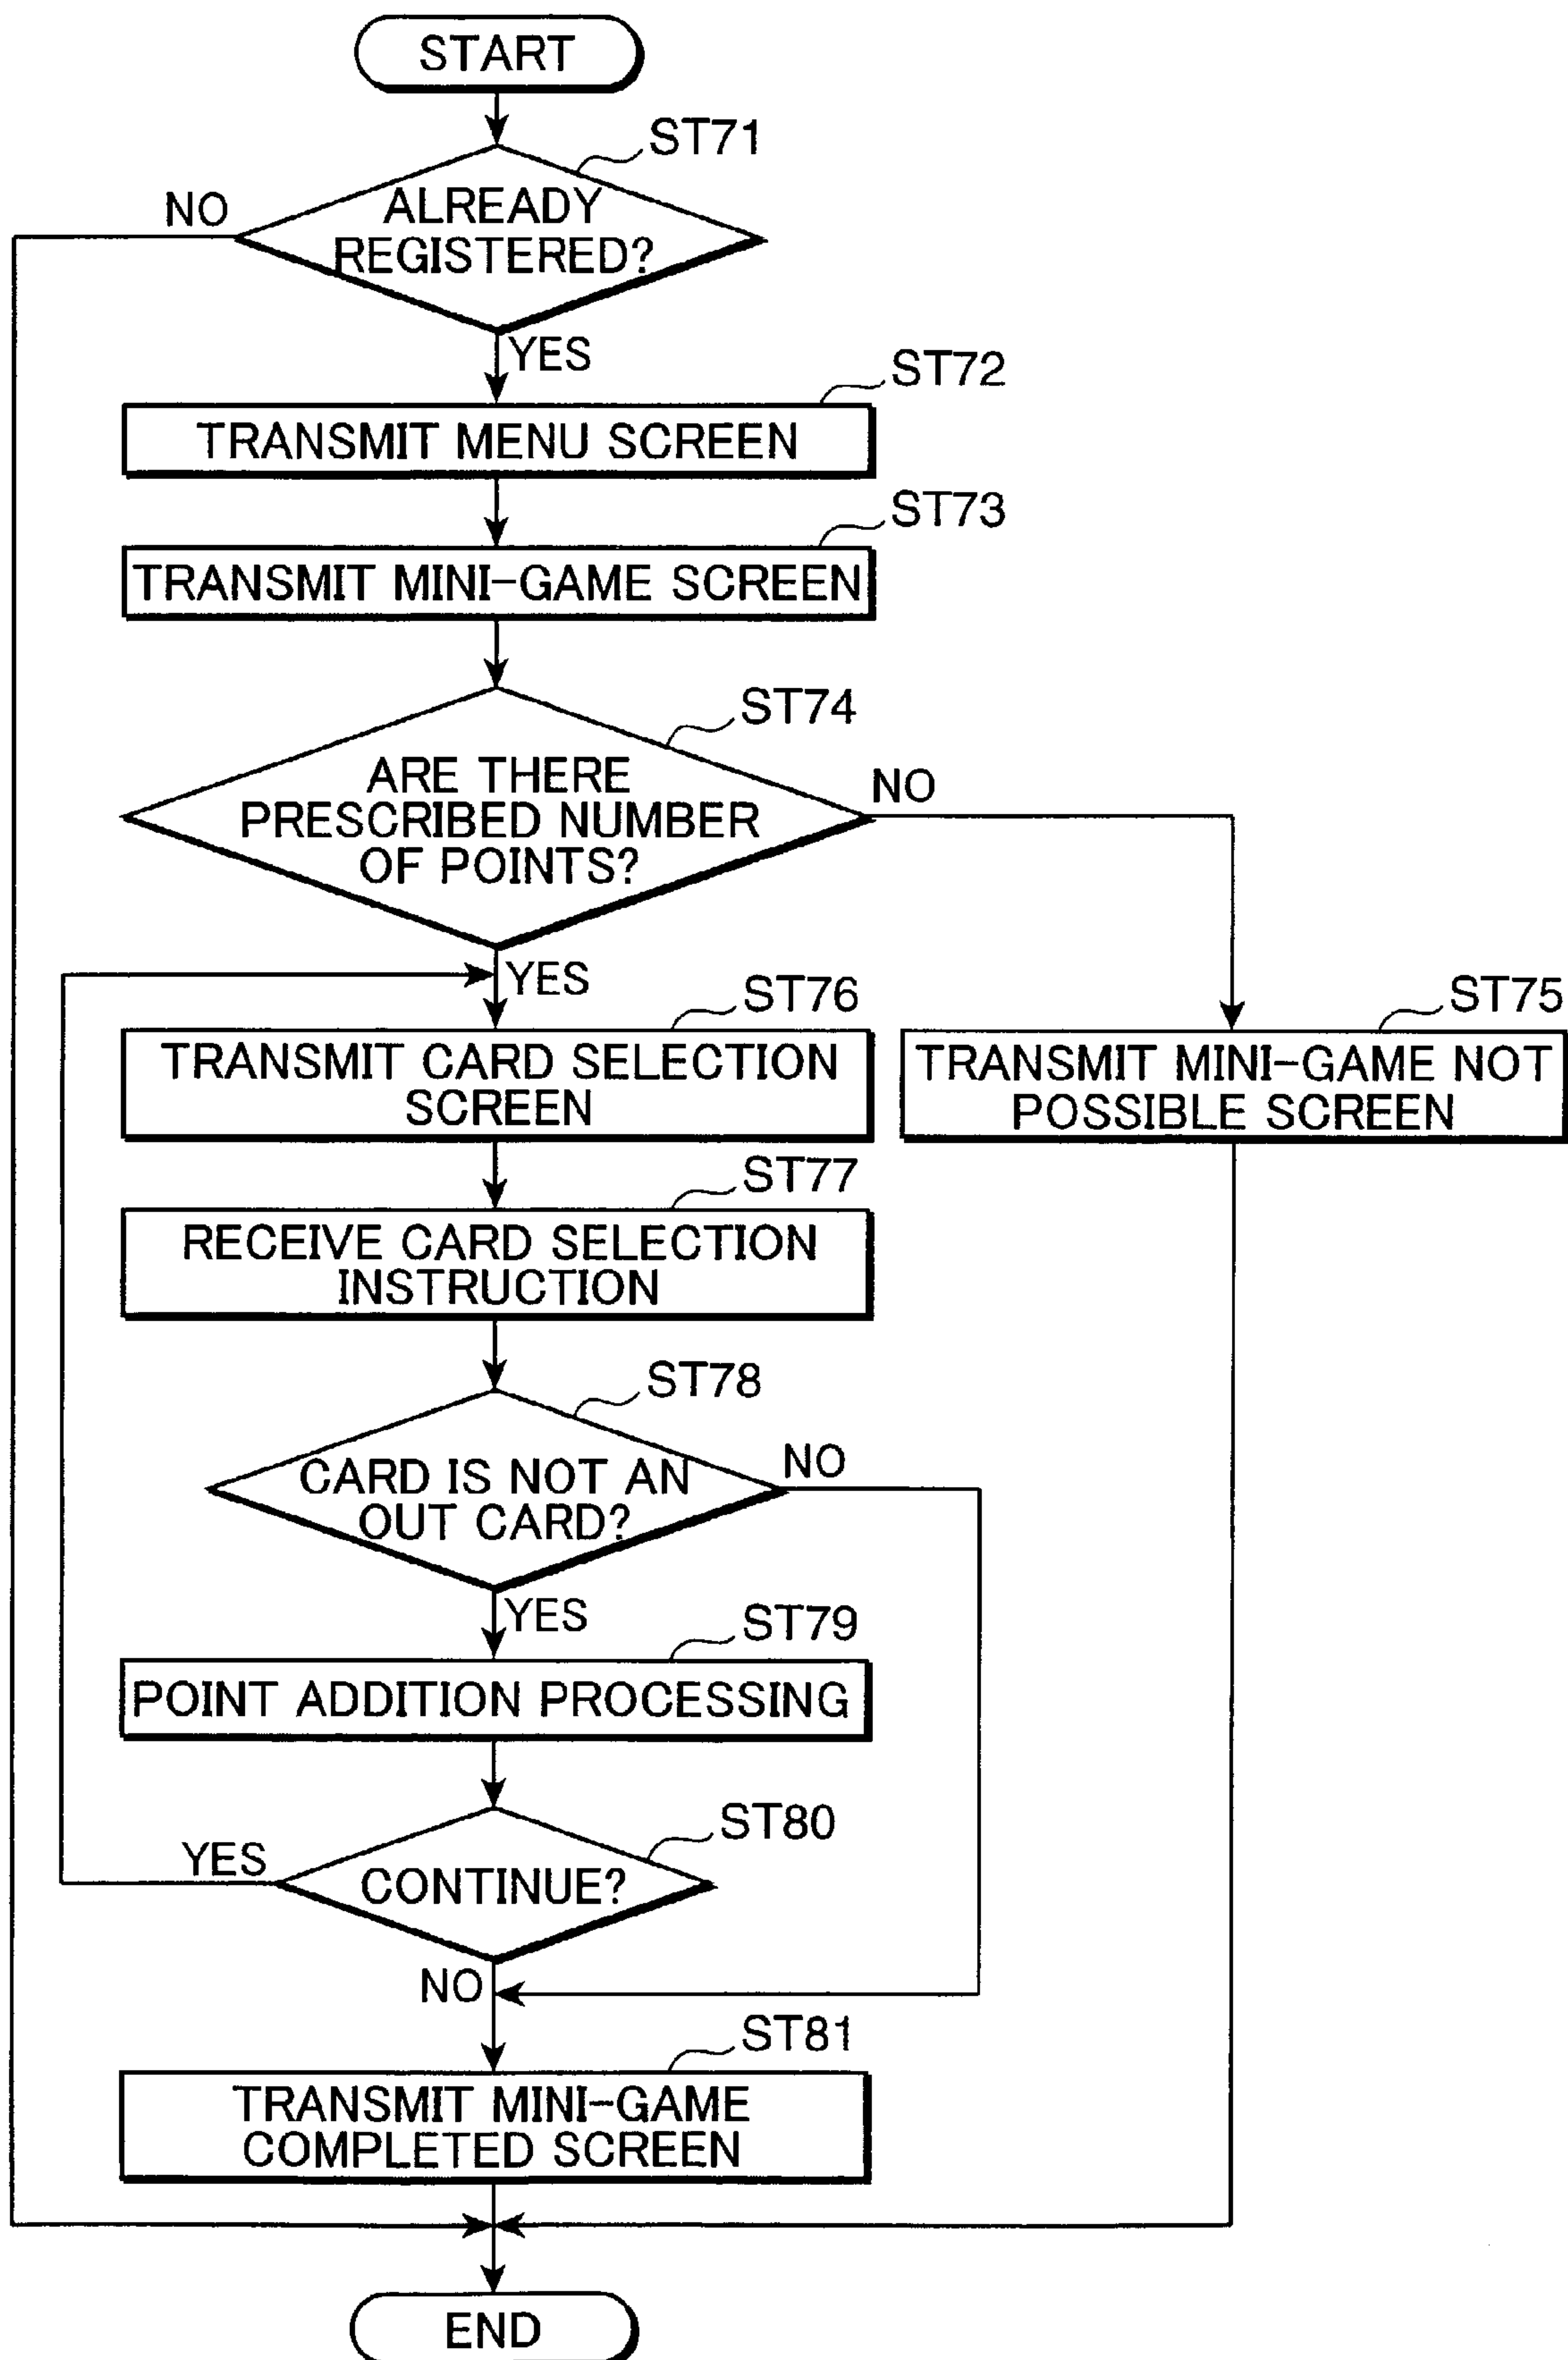 START
ST71
NO
ALREADY
REGISTERED?
YES
ST72
TRANSMIT MENU SCREEN
ST73
TRANSMIT MINI-GAME SCREEN
ST74
ARE THERE
PRESCRIBED NUMBER
OF POINTS?
NO
YES
ST76
TRANSMIT CARD SELECTION
SCREEN
ST75
TRANSMIT MINI-GAME NOT
POSSIBLE SCREEN
ST77
RECEIVE CARD SELECTION
INSTRUCTION
ST78
CARD IS NOT AN
OUT CARD?
NO
YES
ST79
POINT ADDITION PROCESSING
ST80
YES
CONTINUE?
NO
ST81
TRANSMIT MINI-GAME
COMPLETED SCREEN
END